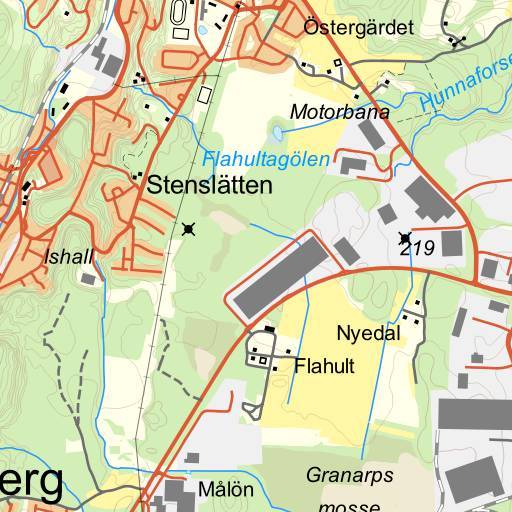 Östergärdet
Hunnaforse
Motorbana
Flahultagölen
Stenslätten
219
Ishall
Nyedal
Flahult
erg
Granarps
mosse
Målön